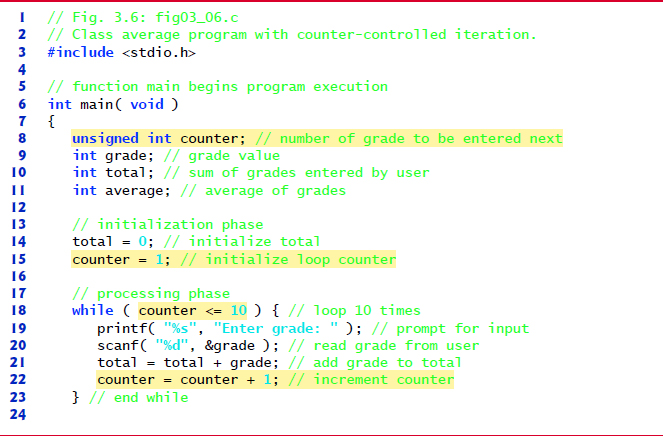 1 // Fig. 3.6: fig03_06.c
2 // Class average program with counter-controlled iteration.
3 #include <stdio.h>
4
5 // function main begins program execution
6 int main( void )
7 {
8 unsigned int counter; // number of grade to be entered next
9 int grade; // grade value
10 int total; // sum of grades entered by user
11 int average; // average of grades
12
13 // initialization phase
14 total = 0; // initialize total
15 counter = 1; // initialize loop counter
16
17 // processing phase
18 while ( counter <= 10 ) { // loop 10 times
19 printf( "%s", "Enter grade: " ); // prompt for input
20 scanf( "%d", &grade ); // read grade from user
21 total = total + grade; // add grade to total
22 counter = counter + 1; // increment counter
23 } // end while
24